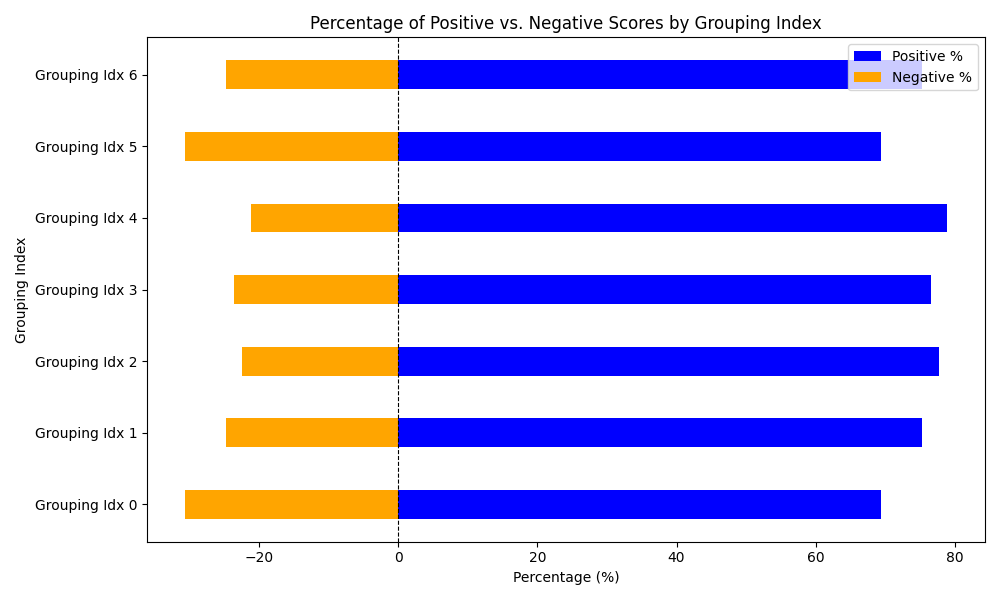 Percentage of Positive vs. Negative Scores by Grouping Index
Positive %
Negative %
Grouping Idx 6
Grouping Idx 5
Grouping Idx 4
Grouping Idx 3
Grouping Idx 2
Grouping Idx 1
Grouping Idx 0
Grouping Index
−20 0 20 40 60 80
Percentage (%)